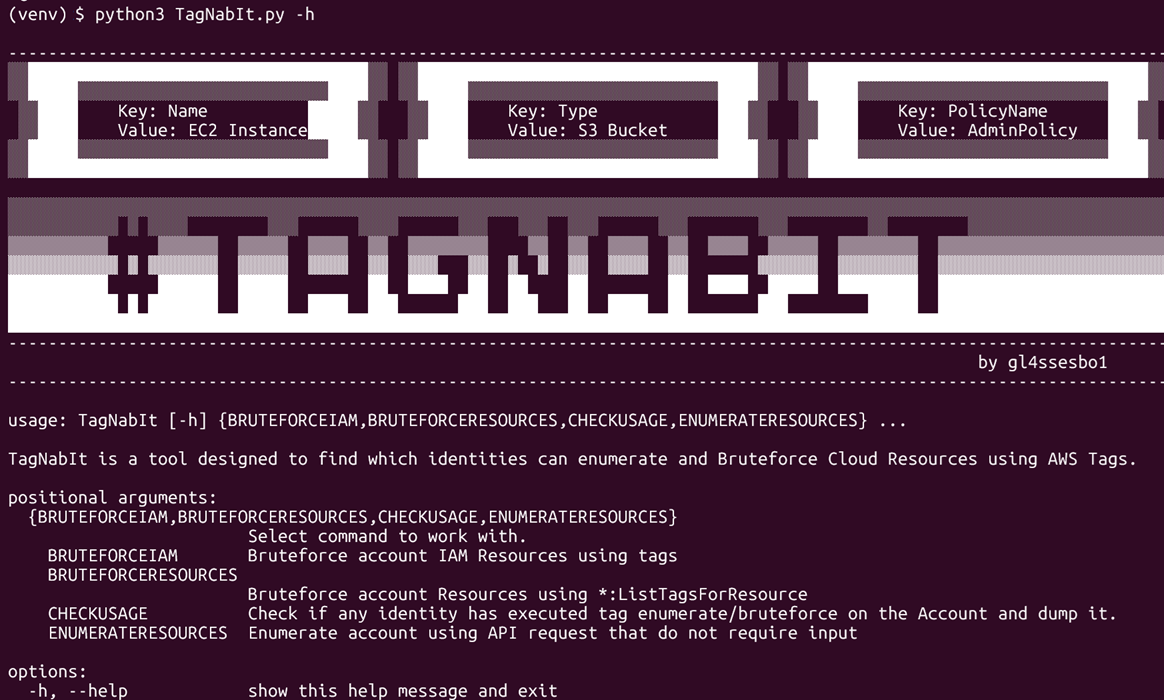 (venv) $ python3 TagNabIt.py -h
--------------------------------------------------------------------------------------------------------------------
Key: Name Key: Type Key: PolicyName
Value: EC2 Instance Value: S3 Bucket Value: AdminPolicy
#TAGNABIT
--------------------------------------------------------------------------------------------------------------------
by gl4ssesbo1
--------------------------------------------------------------------------------------------------------------------
usage: TagNabIt [-h] {BRUTEFORCEIAM,BRUTEFORCERESOURCES,CHECKUSAGE,ENUMERATERESOURCES} ...
TagNabIt is a tool designed to find which identities can enumerate and Bruteforce Cloud Resources using AWS Tags.
positional arguments:
{BRUTEFORCEIAM,BRUTEFORCERESOURCES,CHECKUSAGE,ENUMERATERESOURCES}
Select command to work with.
BRUTEFORCEIAM Bruteforce account IAM Resources using tags
BRUTEFORCERESOURCES
Bruteforce account Resources using *:ListTagsForResource
CHECKUSAGE Check if any identity has executed tag enumerate/bruteforce on the Account and dump it.
ENUMERATERESOURCES Enumerate account using API request that do not require input
options:
-h, --help show this help message and exit